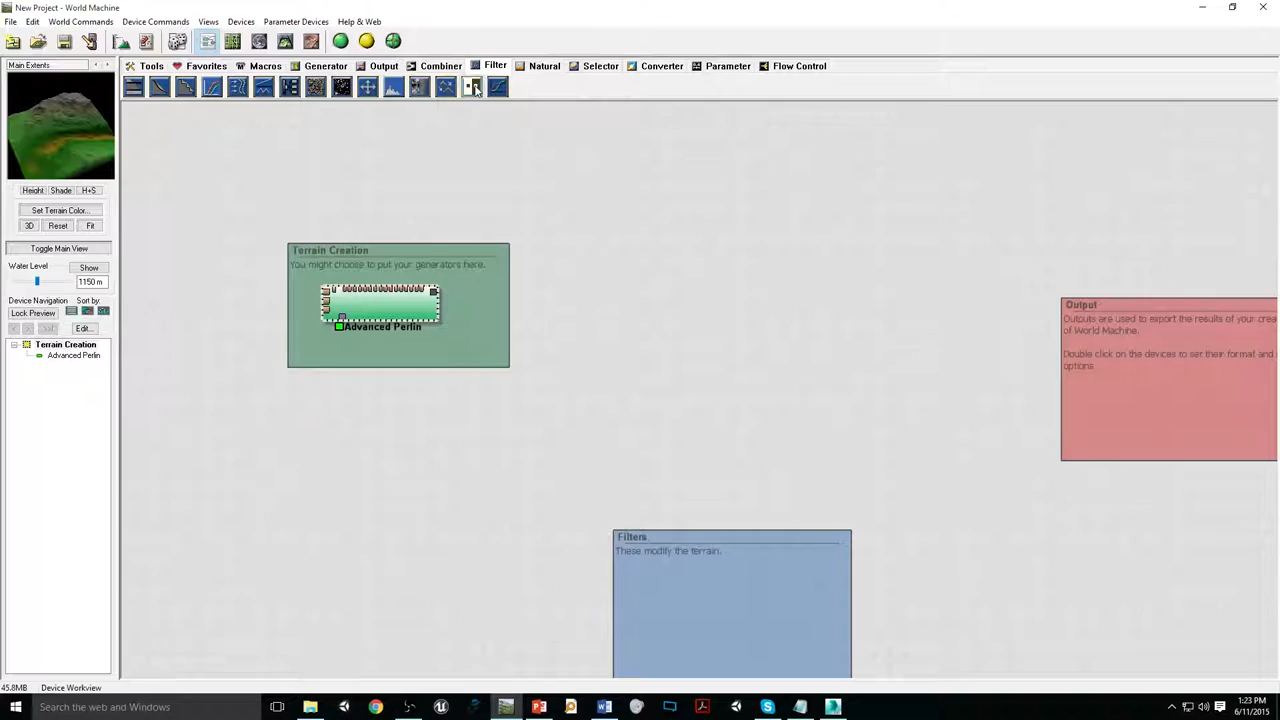 New Project - World Machine
File Edit World Commands Device Commands Views Devices Parameter Devices Help & Web
Main Extents
Tools Favorites Macros Generator Output Combiner Filter Natural Selector Converter Parameter Flow Control
Height Shade H+S
Set Terrain Color...
3D Reset Fit
Toggle Main View
Water Level Show
1150 m
Device Navigation Sort by:
Lock Preview
Edit...
Terrain Creation
Advanced Perlin
Terrain Creation
You might choose to put your generators here.
Advanced Perlin
Output
Outputs are used to export the results of your crea
of World Machine.
Double click on the devices to set their format and
options.
Filters
These modify the terrain.
45.8MB Device Workview
Search the web and Windows
1:23 PM
6/11/2015